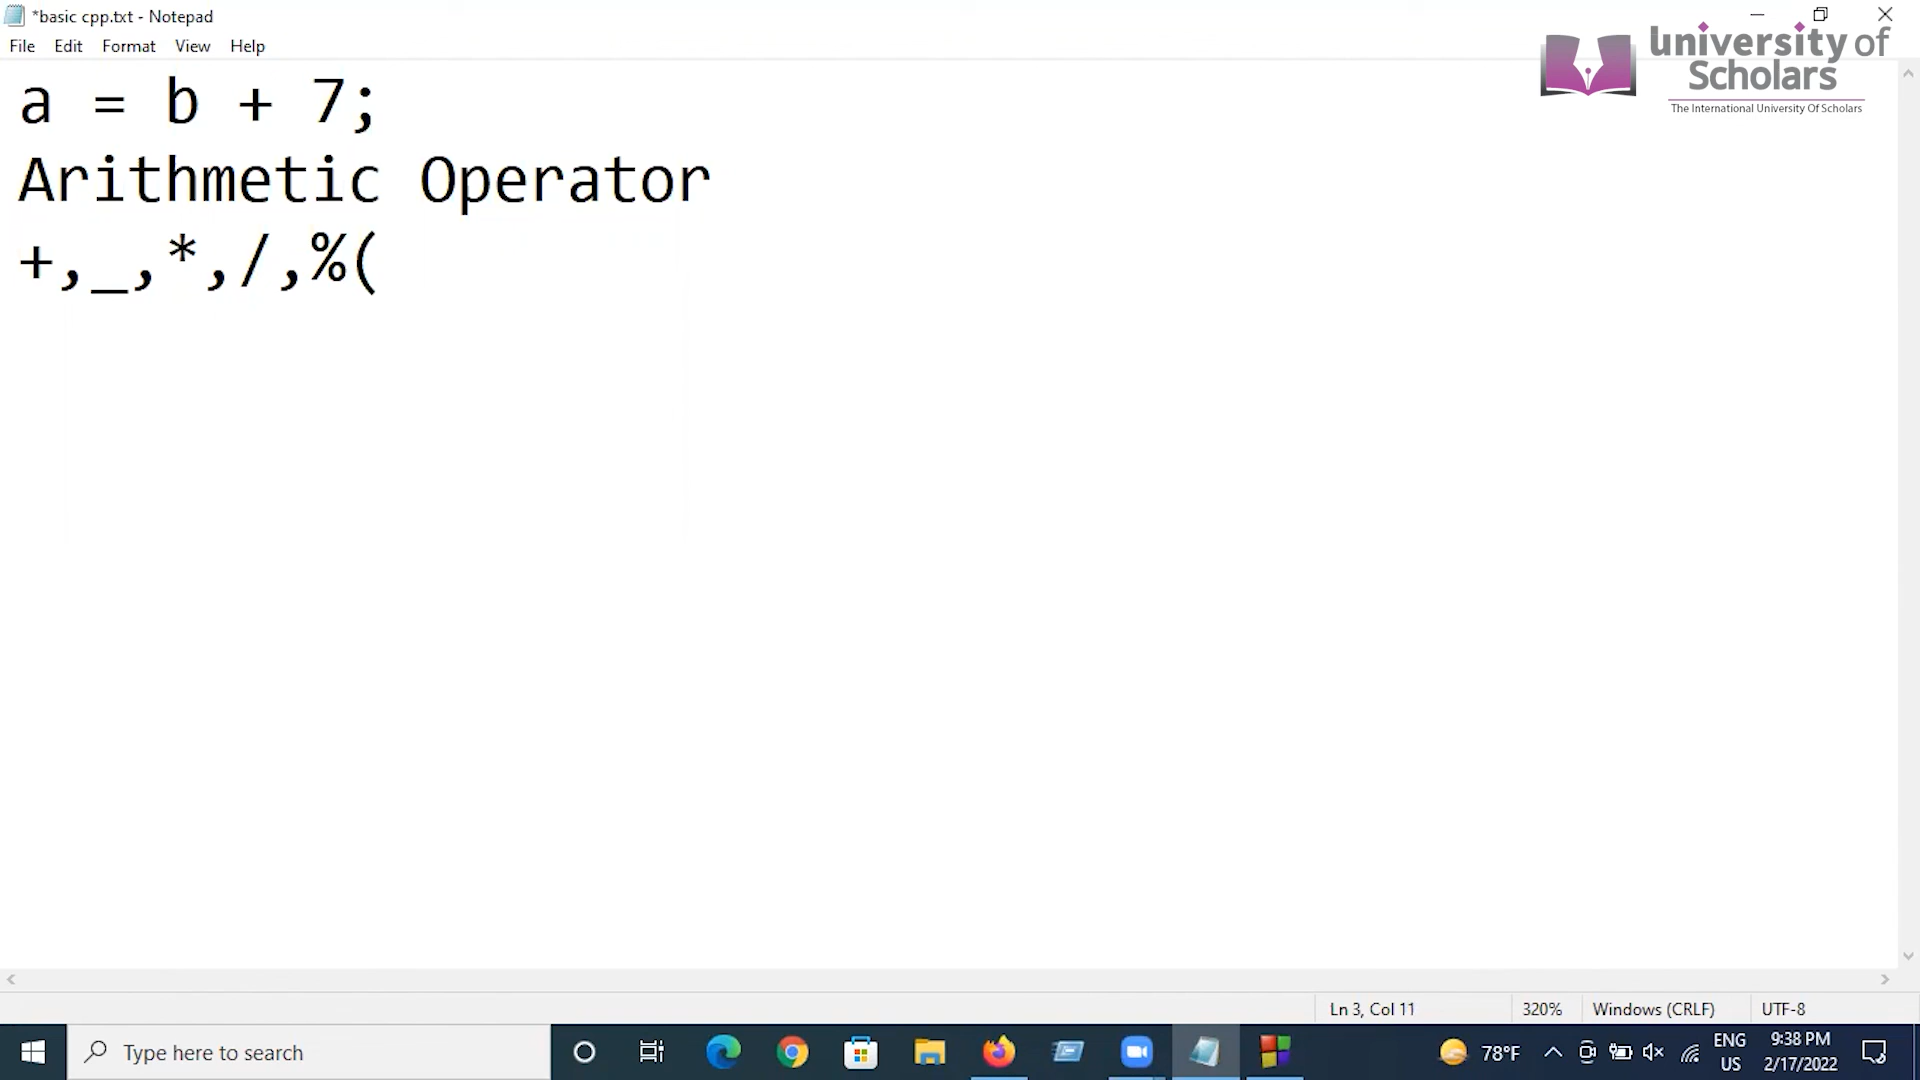 *basic cpp.txt - Notepad
File Edit Format View Help
university of
Scholars
The International University Of Scholars
a = b + 7;
Arithmetic Operator
+,_,*,/,%(
Ln 3, Col 11 320% Windows (CRLF) UTF-8
Type here to search
78°F
ENG
US
9:38 PM
2/17/2022